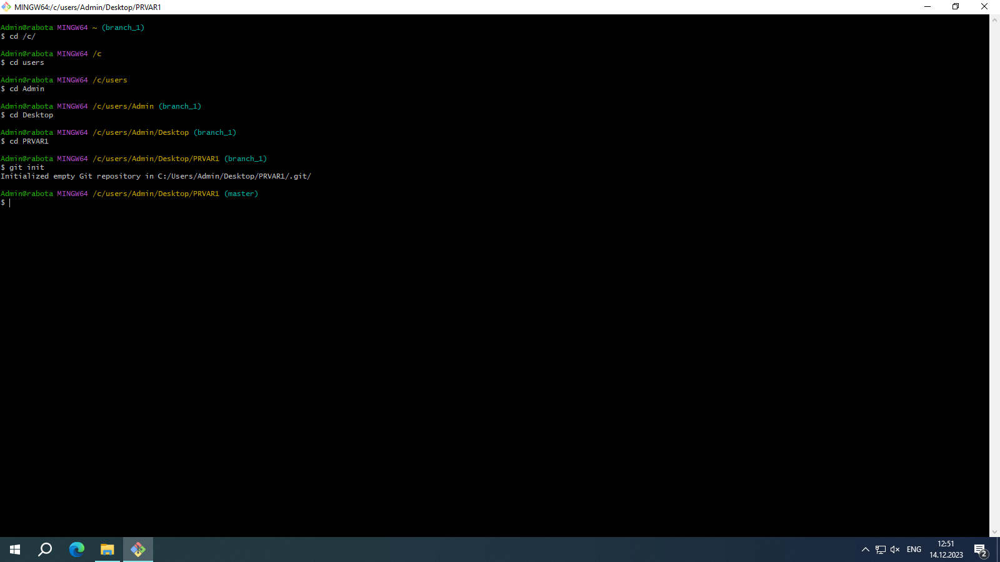 MINGW64:/c/users/Admin/Desktop/PRVAR1
Admin@rabota MINGW64 ~ (branch_1)
$ cd /c/
Admin@rabota MINGW64 /c
$ cd users
Admin@rabota MINGW64 /c/users
$ cd Admin
Admin@rabota MINGW64 /c/users/Admin (branch_1)
$ cd Desktop
Admin@rabota MINGW64 /c/users/Admin/Desktop (branch_1)
$ cd PRVAR1
Admin@rabota MINGW64 /c/users/Admin/Desktop/PRVAR1 (branch_1)
$ git init
Initialized empty Git repository in C:/Users/Admin/Desktop/PRVAR1/.git/
Admin@rabota MINGW64 /c/users/Admin/Desktop/PRVAR1 (master)
$
ENG
12:51
14.12.2023
2